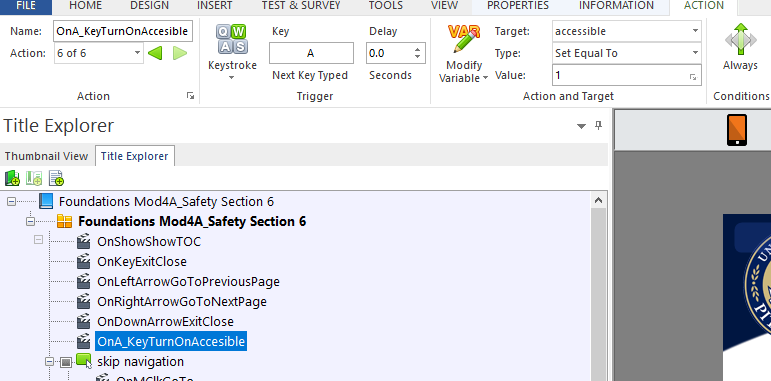 FILE HOME DESIGN INSERT TEST & SURVEY TOOLS VIEW PROPERTIES INFORMATION ACTION
Name: OnA_KeyTurnOnAccesible
Action: 6 of 6
Action
QWAS
Keystroke
Key
A
Next Key Typed
Delay
0.0
Seconds
Trigger
VAR
Modify
Variable
Target: accessible
Type: Set Equal To
Value: 1
Action and Target
Always
Conditions
Title Explorer
Thumbnail View Title Explorer
Foundations Mod4A_Safety Section 6
Foundations Mod4A_Safety Section 6
OnShowShowTOC
OnKeyExitClose
OnLeftArrowGoToPreviousPage
OnRightArrowGoToNextPage
OnDownArrowExitClose
OnA_KeyTurnOnAccesible
skip navigation
OnMClkGoTo